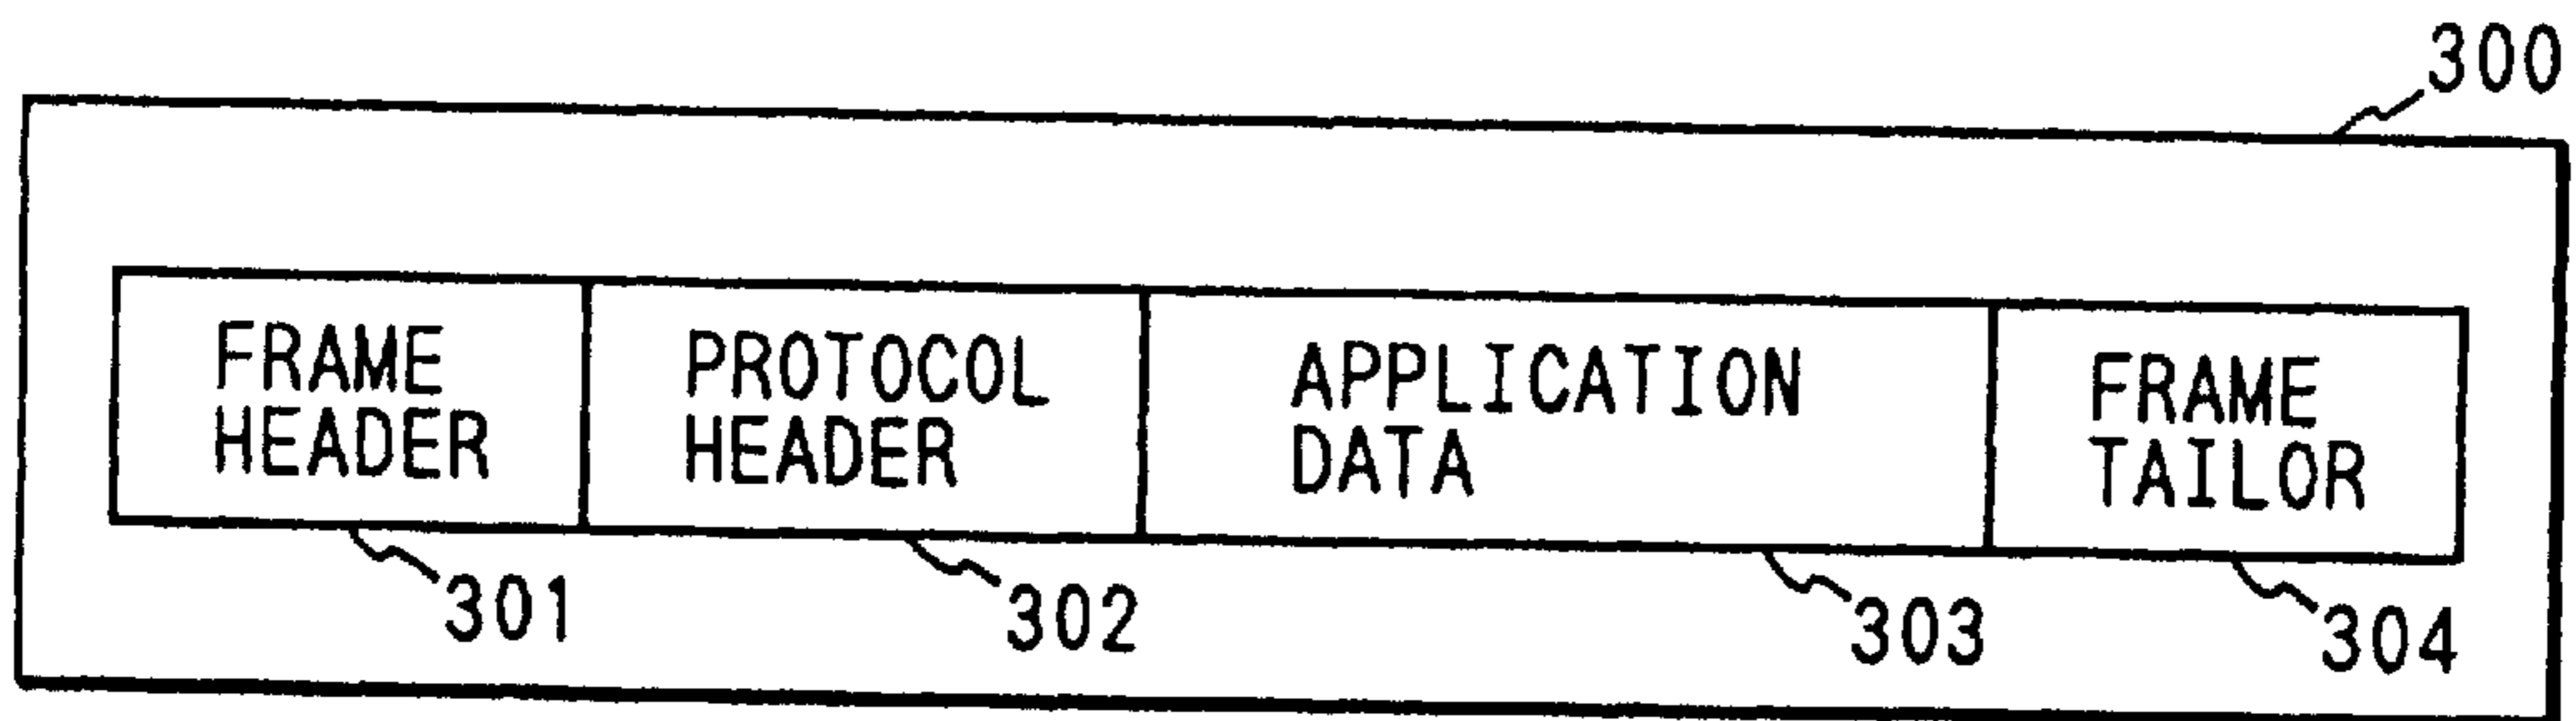 300
FRAME
HEADER
PROTOCOL
HEADER
APPLICATION
DATA
FRAME
TAILOR
301
302
303
304